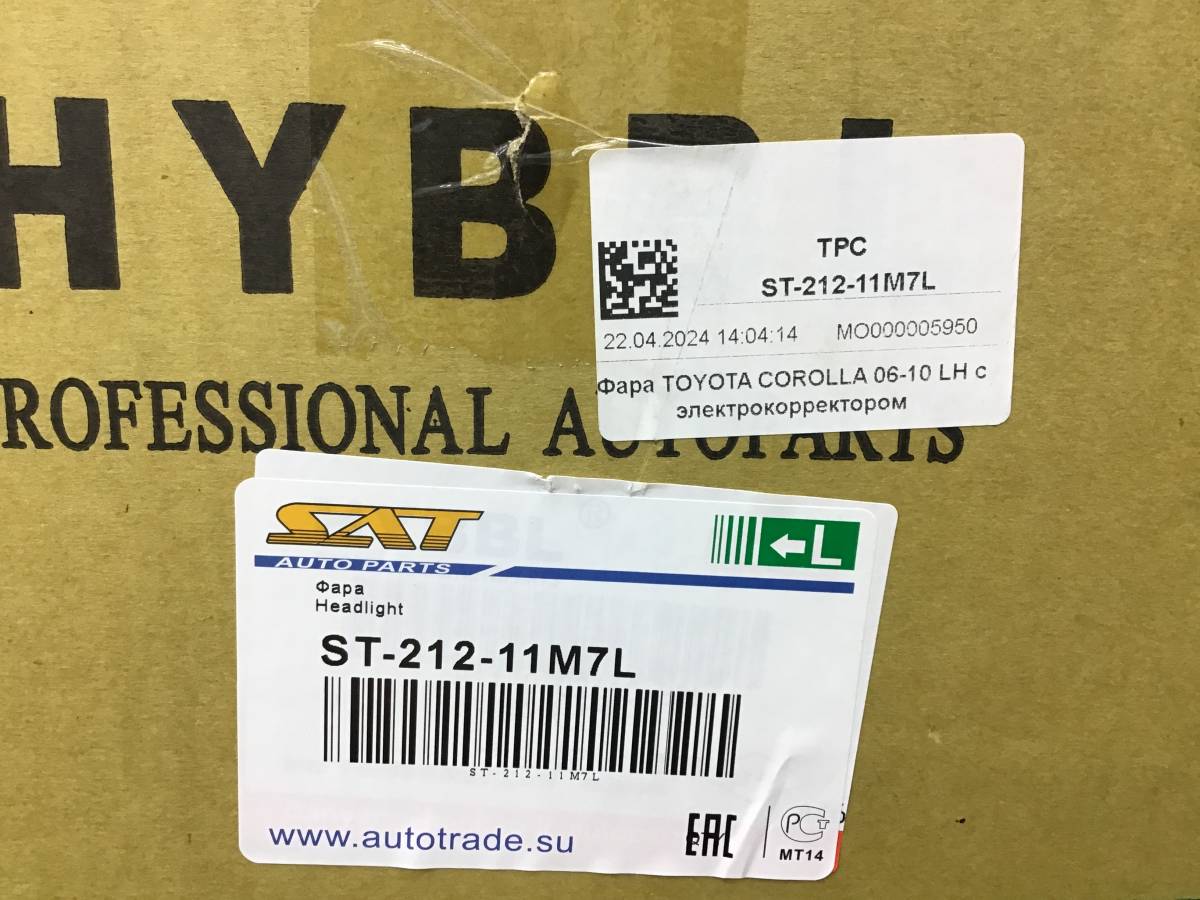 HYBRI
TPC
ST-212-11M7L
22.04.2024 14:04:14 MO000005950
Фара TOYOTA COROLLA 06-10 LH с
электрокорректором
ROFESSIONAL AUTOPARTS
SAT
AUTO PARTS
L
Фара
Headlight
ST-212-11M7L
ST-212-11M7L
www.autotrade.su
EAC
РСТ
MT14